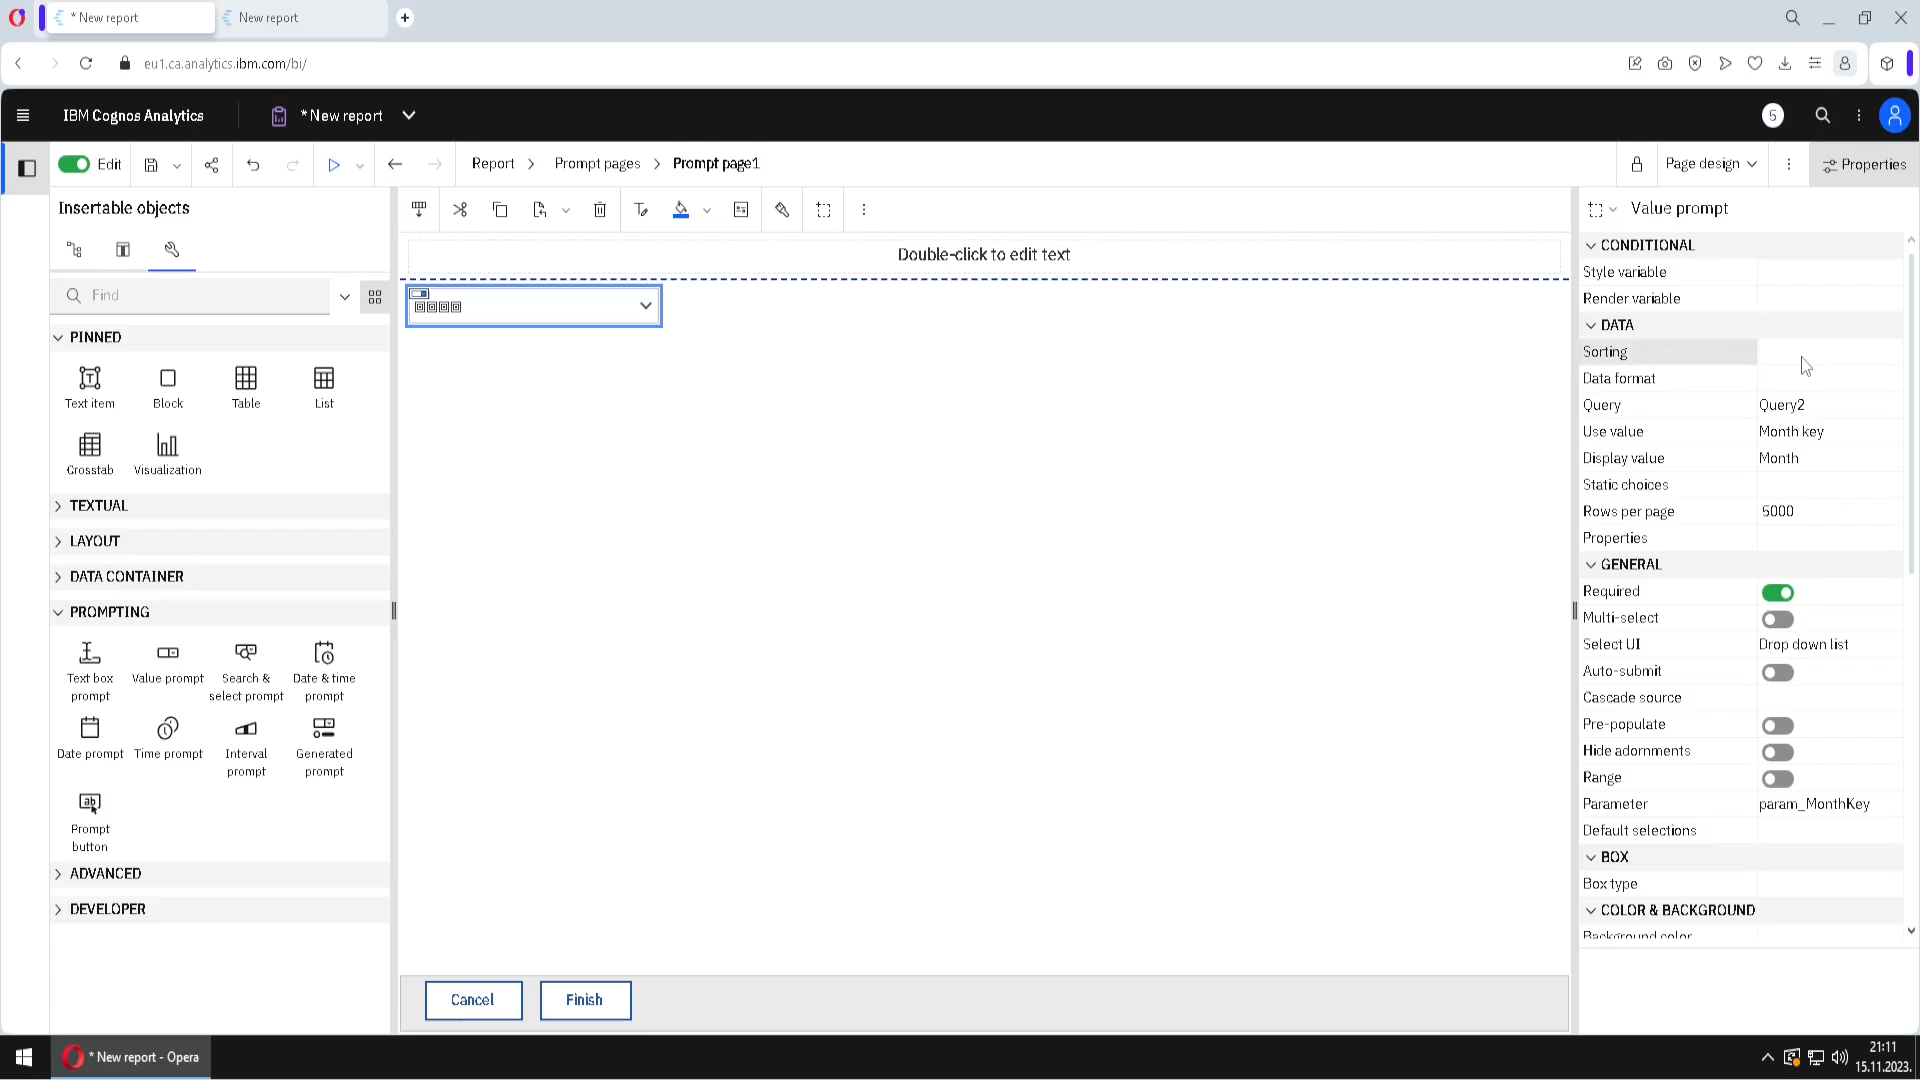 * New report
New report
eu1.ca.analytics.ibm.com/bi/
IBM Cognos Analytics
* New report
5
Edit
Report > Prompt pages > Prompt page1
Page design
Properties
Insertable objects
Find
PINNED
Text item
Block
Table
List
Crosstab
Visualization
TEXTUAL
LAYOUT
DATA CONTAINER
PROMPTING
Text box
prompt
Value prompt
Search &
select prompt
Date & time
prompt
Date prompt
Time prompt
Interval
prompt
Generated
prompt
Prompt
button
ADVANCED
DEVELOPER
Double-click to edit text
Cancel
Finish
Value prompt
CONDITIONAL
Style variable
Render variable
DATA
Sorting
Data format
Query Query2
Use value Month key
Display value Month
Static choices
Rows per page 5000
Properties
GENERAL
Required
Multi-select
Select UI Drop down list
Auto-submit
Cascade source
Pre-populate
Hide adornments
Range
Parameter param_MonthKey
Default selections
BOX
Box type
COLOR & BACKGROUND
Background color
* New report - Opera
21:11
15.11.2023.